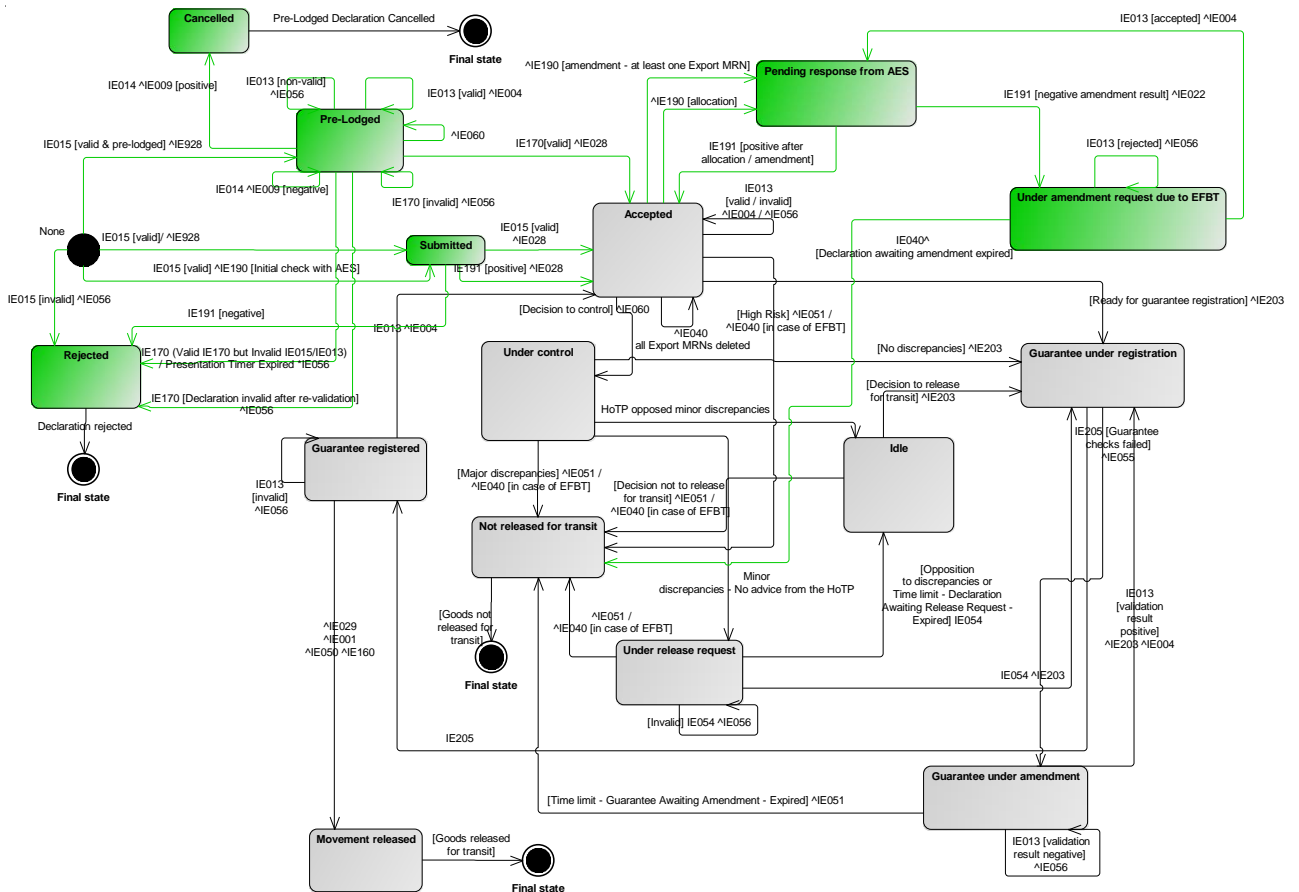 Cancelled
Pre-Lodged Declaration Cancelled
Final state
IE013 [accepted] ^IE004
^IE190 [amendment - at least one Export MRN]
Pending response from AES
IE014 ^IE009 [positive]
IE013 [non-valid]
^IE056
IE013 [valid] ^IE004
^IE190 [allocation]
IE191 [negative amendment result] ^IE022
Pre-Lodged
^IE060
IE015 [valid & pre-lodged] ^IE928
IE170[valid] ^IE028
IE191 [positive after
allocation / amendment]
IE013 [rejected] ^IE056
IE014 ^IE009 [negative]
IE170 [invalid] ^IE056
IE013
[valid / invalid]
^IE004 / ^IE056
Under amendment request due to EFBT
Accepted
None
IE015 [valid]/ ^IE928
Submitted
IE015 [valid]
^IE028
IE040^
[Declaration awaiting amendment expired]
IE015 [valid] ^IE190 [Initial check with AES]
IE191 [positive] ^IE028
IE015 [invalid] ^IE056
[Decision to control] ^IE060
[Ready for guarantee registration] ^IE203
IE191 [negative]
IE013 ^IE004
^IE040
all Export MRNs deleted
[High Risk] ^IE051 /
^IE040 [in case of EFBT]
Rejected
IE170 (Valid IE170 but Invalid IE015/IE013)
/ Presentation Timer Expired ^IE056
Under control
[No discrepancies] ^IE203
Guarantee under registration
IE170 [Declaration invalid after re-validation]
^IE056
[Decision to release
for transit] ^IE203
HoTP opposed minor discrepancies
Declaration rejected
Final state
Guarantee registered
Idle
IE205 [Guarantee
checks failed]
^IE055
IE013
[invalid]
^IE056
[Major discrepancies] ^IE051 /
^IE040 [in case of EFBT]
[Decision not to release
for transit] ^IE051 /
^IE040 [in case of EFBT]
Not released for transit
Minor
discrepancies - No advice from the HoTP
[Opposition
to discrepancies or
Time limit - Declaration
Awaiting Release Request -
Expired] IE054
[Goods not
released for
transit]
Final state
^IE051 /
^IE040 [in case of EFBT]
^IE029
^IE001
^IE050 ^IE160
IE013
[validation
result
positive]
^IE203 ^IE004
Under release request
IE054 ^IE203
[Invalid] IE054 ^IE056
IE205
Guarantee under amendment
[Time limit - Guarantee Awaiting Amendment - Expired] ^IE051
Movement released
[Goods released
for transit]
Final state
IE013 [validation
result negative]
^IE056